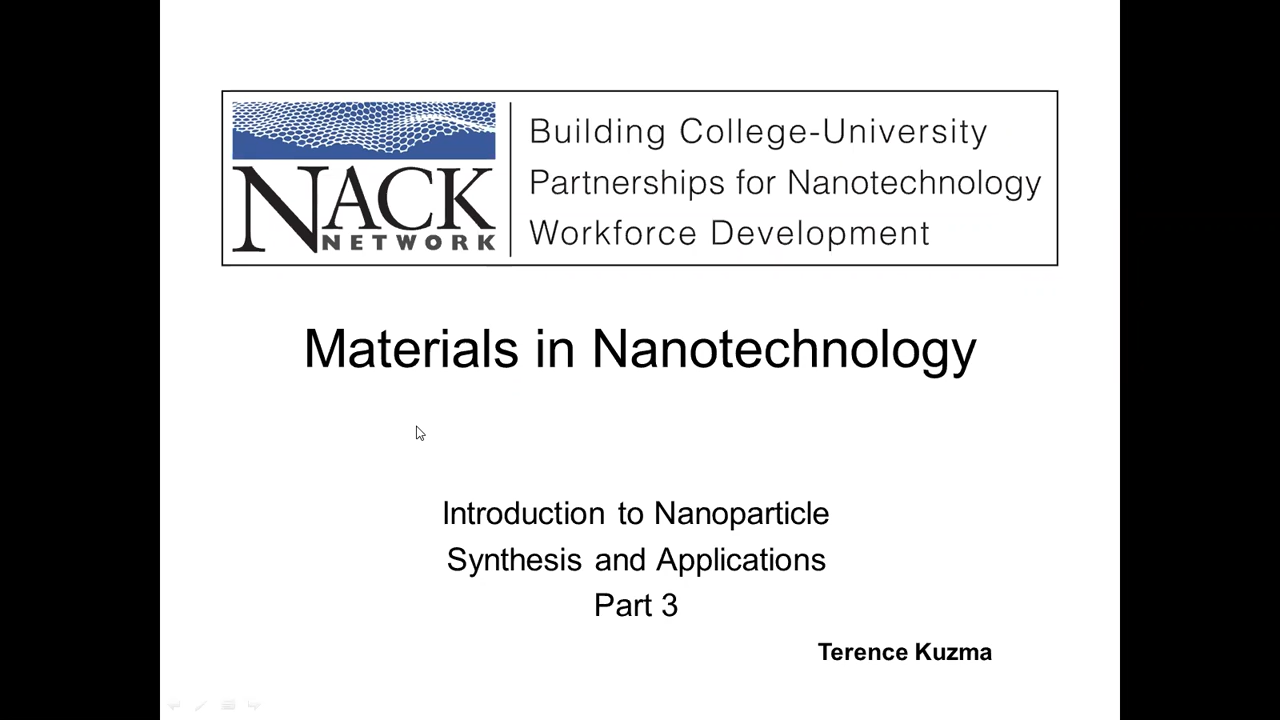 NACK
NETWORK
Building College-University
Partnerships for Nanotechnology
Workforce Development
Materials in Nanotechnology
Introduction to Nanoparticle
Synthesis and Applications
Part 3
Terence Kuzma